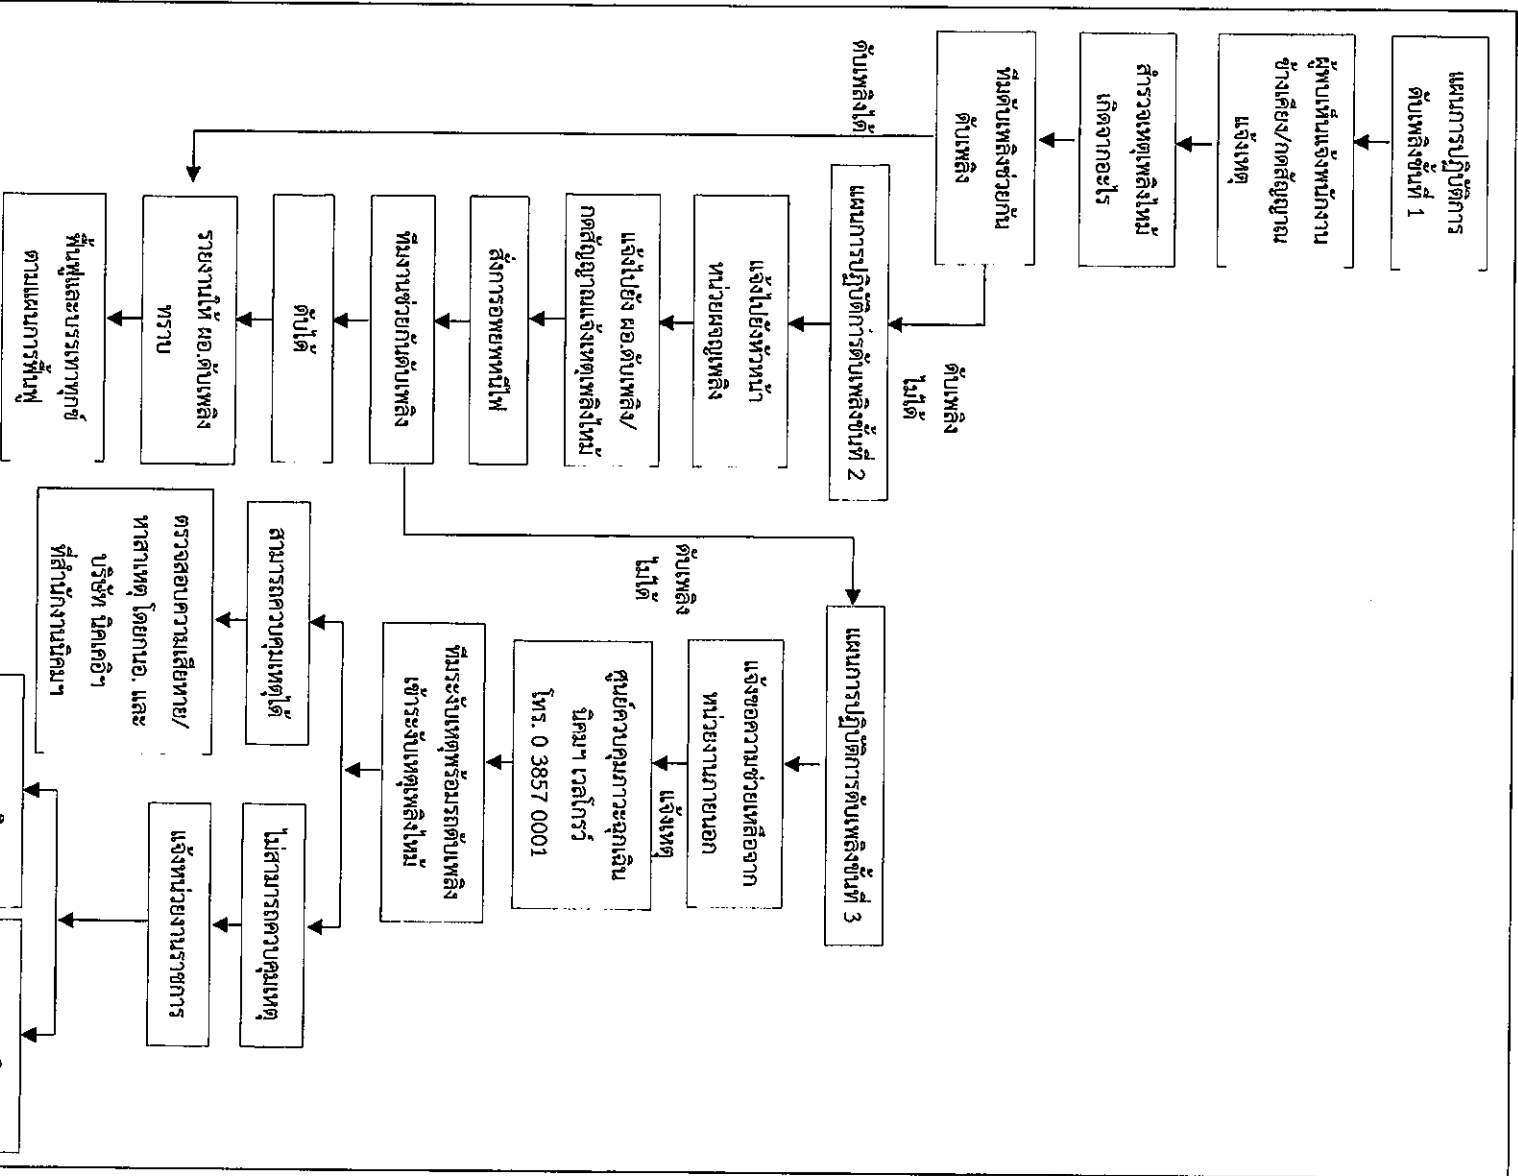 แผนการปฏิบัติการ
ดับเพลิงขั้นที่ 1
ผู้พบเห็นแจ้งพนักงาน
ข้างเคียง/กดสัญญาณ
แจ้งเหตุ
สำรวจเหตุเพลิงไหม้
เกิดจากอะไร
ทีมดับเพลิงช่วยกัน
ดับเพลิง
ดับเพลิงได้
ดับเพลิง
ไม่ได้
แผนการปฏิบัติการดับเพลิงขั้นที่ 2
แจ้งไปยังหัวหน้า
หน่วยผจญเพลิง
แจ้งไปยัง ผอ.ดับเพลิง/
กดสัญญาณแจ้งเหตุเพลิงไหม้
สั่งการอพยพหนีไฟ
ทีมงานช่วยกันดับเพลิง
ดับได้
รายงานให้ ผอ.ดับเพลิง
ทราบ
ฟื้นฟูและบรรเทาทุกข์
ตามแผนการฟื้นฟู
ดับเพลิง
ไม่ได้
แผนการปฏิบัติการดับเพลิงขั้นที่ 3
แจ้งขอความช่วยเหลือจาก
หน่วยงานภายนอก
แจ้งเหตุ
ศูนย์ควบคุมภาวะฉุกเฉิน
นิคมฯ เวลโกรว์
โทร. 0 3857 0001
ทีมระงับเหตุพร้อมรถดับเพลิง
เข้าระงับเหตุเพลิงไหม้
สามารถควบคุมเหตุได้
ตรวจสอบความเสียหาย/
หาสาเหตุ โดยกนอ. และ
บริษัท นิคเคอิฯ
ที่สำนักงานนิคมฯ
ไม่สามารถควบคุมเหตุ
แจ้งหน่วยงานราชการ